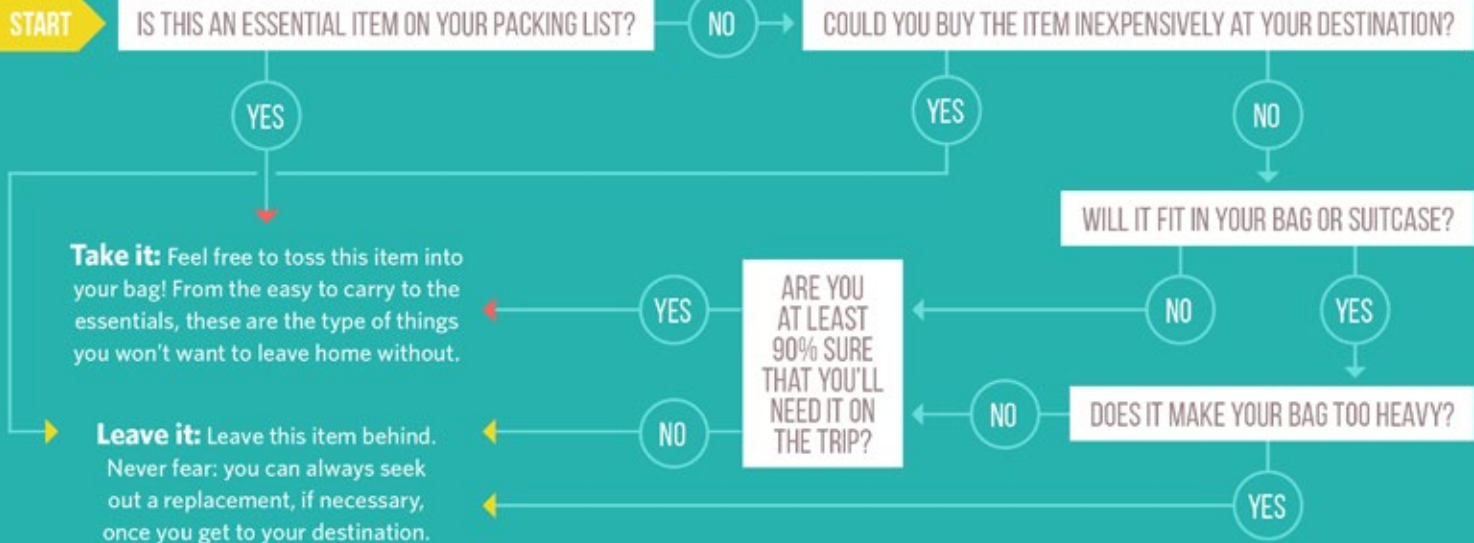 START
IS THIS AN ESSENTIAL ITEM ON YOUR PACKING LIST?
NO
COULD YOU BUY THE ITEM INEXPENSIVELY AT YOUR DESTINATION?
YES
YES
NO
WILL IT FIT IN YOUR BAG OR SUITCASE?
NO
YES
DOES IT MAKE YOUR BAG TOO HEAVY?
NO
YES
ARE YOU
AT LEAST
90% SURE
THAT YOU'LL
NEED IT ON
THE TRIP?
YES
NO
Take it: Feel free to toss this item into
your bag! From the easy to carry to the
essentials, these are the type of things
you won't want to leave home without.
Leave it: Leave this item behind.
Never fear: you can always seek
out a replacement, if necessary,
once you get to your destination.